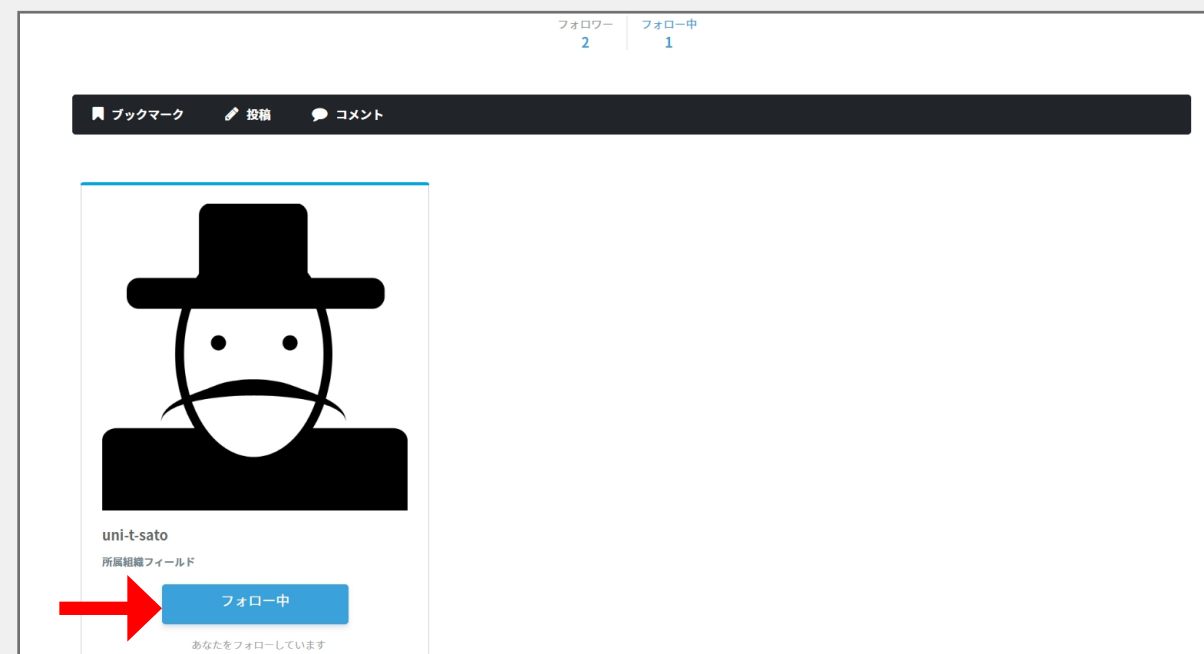 フォロワー フォロー中
2 1
ブックマーク 投稿 コメント
uni-t-sato
所属組織フィールド
フォロー中
あなたをフォローしています